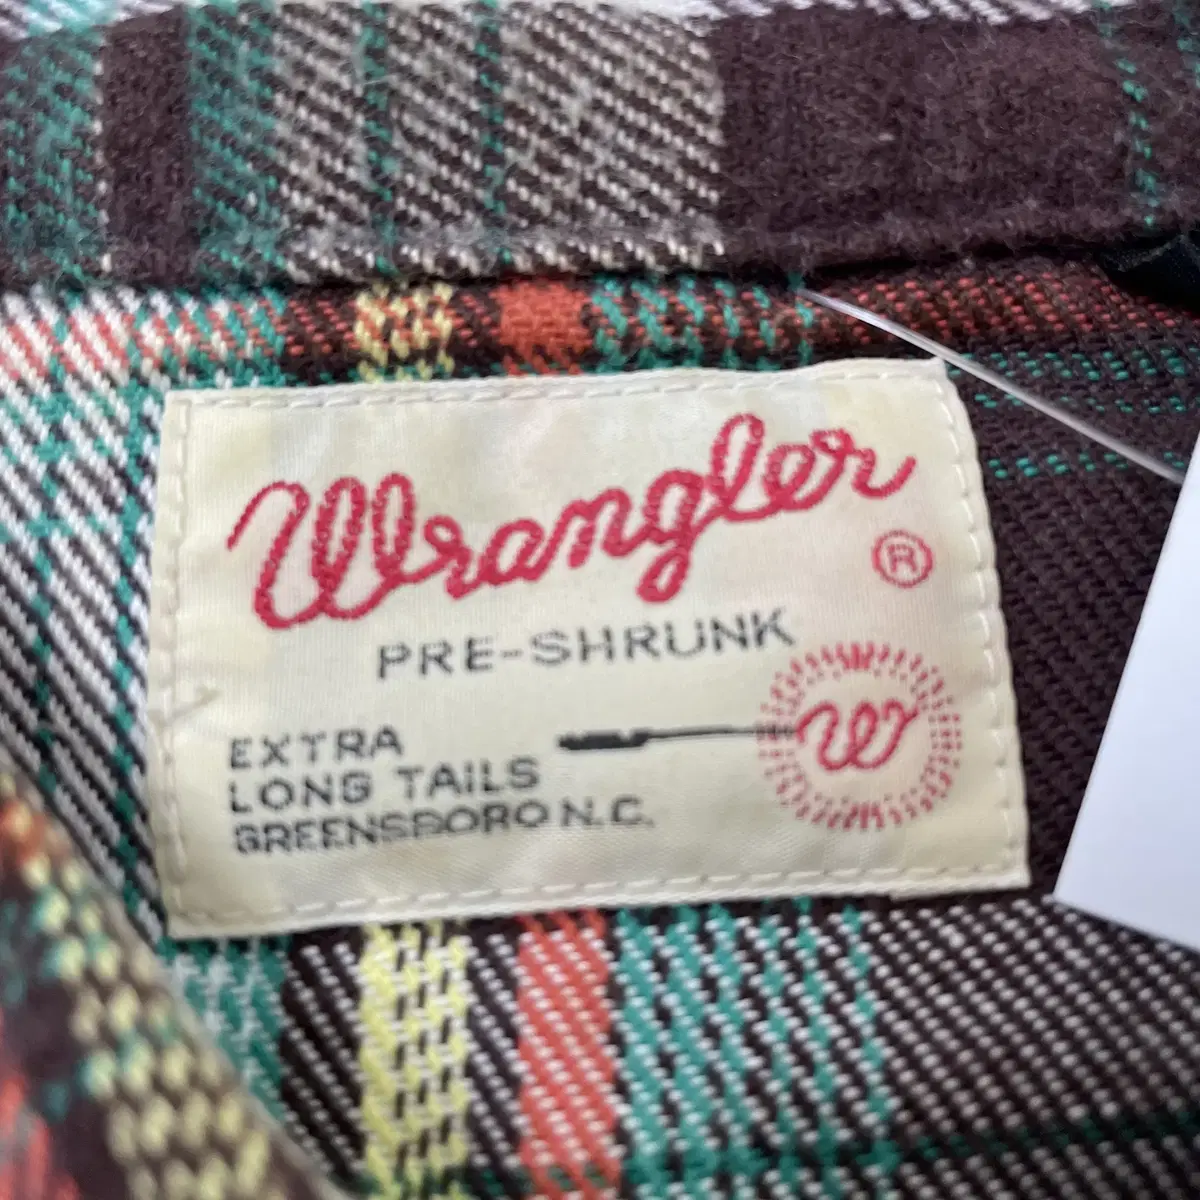 Wrangler
®
PRE-SHRUNK
W
EXTRA
LONG TAILS
GREENSBORO N.C.